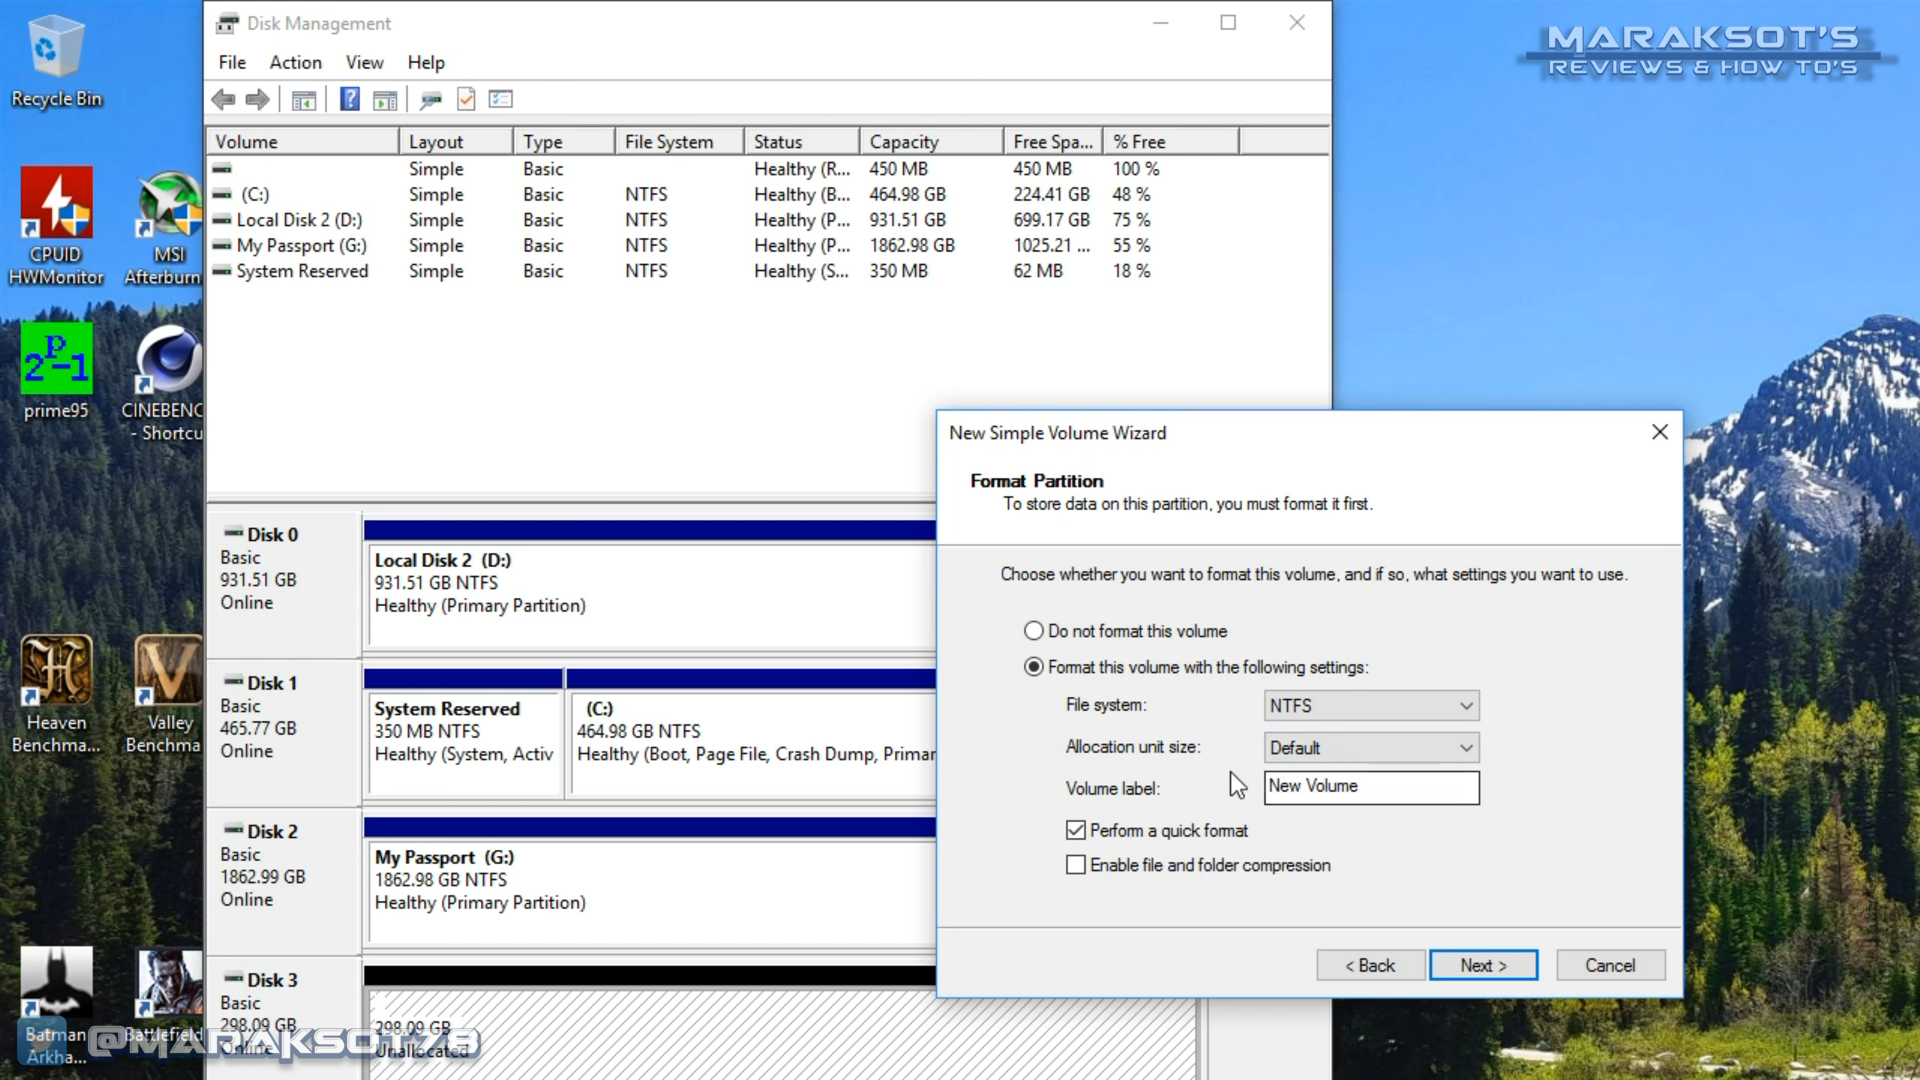 Disk Management
MARAKSOT'S
REVIEWS & HOW TO'S
File Action View Help
Recycle Bin
Volume Layout Type File System Status Capacity Free Spa... % Free
Simple Basic Healthy (R... 450 MB 450 MB 100 %
(C:) Simple Basic NTFS Healthy (B... 464.98 GB 224.41 GB 48 %
Local Disk 2 (D:) Simple Basic NTFS Healthy (P... 931.51 GB 699.17 GB 75 %
My Passport (G:) Simple Basic NTFS Healthy (P... 1862.98 GB 1025.21 ... 55 %
System Reserved Simple Basic NTFS Healthy (S... 350 MB 62 MB 18 %
CPUID
HWMonitor
MSI
Afterburn
2P-1
prime95
CINEBENC
- Shortcu
New Simple Volume Wizard
Format Partition
To store data on this partition, you must format it first.
Choose whether you want to format this volume, and if so, what settings you want to use.
Do not format this volume
Format this volume with the following settings:
File system: NTFS
Allocation unit size: Default
Volume label: New Volume
Perform a quick format
Enable file and folder compression
< Back Next > Cancel
Disk 0
Basic
931.51 GB
Online
Local Disk 2 (D:)
931.51 GB NTFS
Healthy (Primary Partition)
Disk 1
Basic
465.77 GB
Online
System Reserved
350 MB NTFS
Healthy (System, Activ
(C:)
464.98 GB NTFS
Healthy (Boot, Page File, Crash Dump, Primar
Heaven
Benchma...
Valley
Benchma
Disk 2
Basic
1862.99 GB
Online
My Passport (G:)
1862.98 GB NTFS
Healthy (Primary Partition)
Disk 3
Basic
298.09 GB
Online
298.09 GB
Unallocated
Batman
Arkha...
Battlefield
@MARAKSOT78